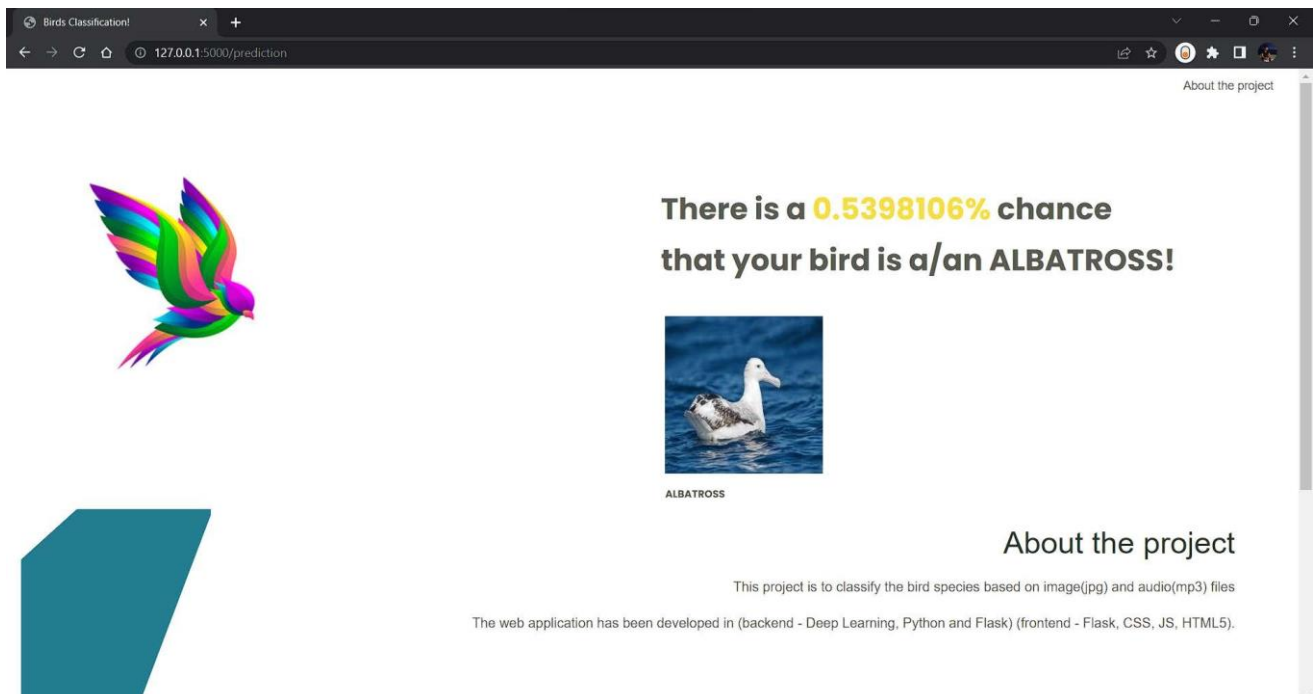 Birds Classification!
127.0.0.1:5000/prediction
About the project
There is a 0.5398106% chance
that your bird is a/an ALBATROSS!
ALBATROSS
About the project
This project is to classify the bird species based on image(jpg) and audio(mp3) files
The web application has been developed in (backend - Deep Learning, Python and Flask) (frontend - Flask, CSS, JS, HTML5).